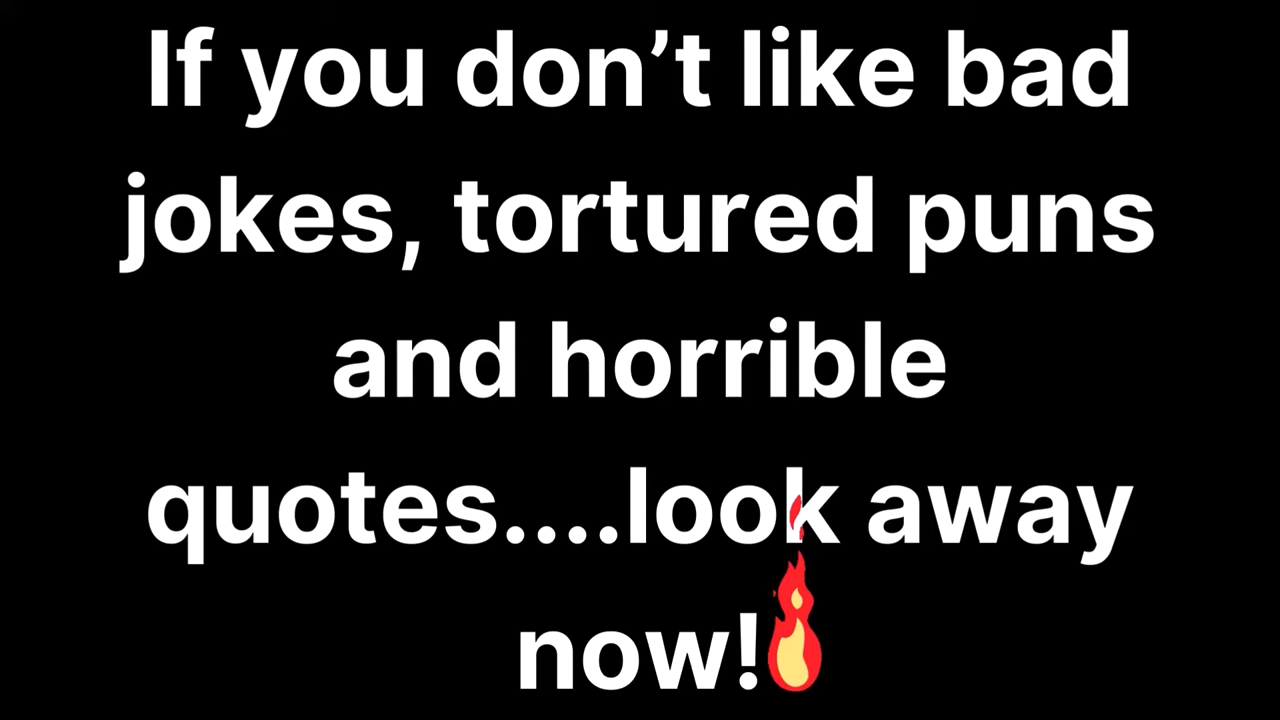 If you don’t like bad
jokes, tortured puns
and horrible
quotes....look away
now!